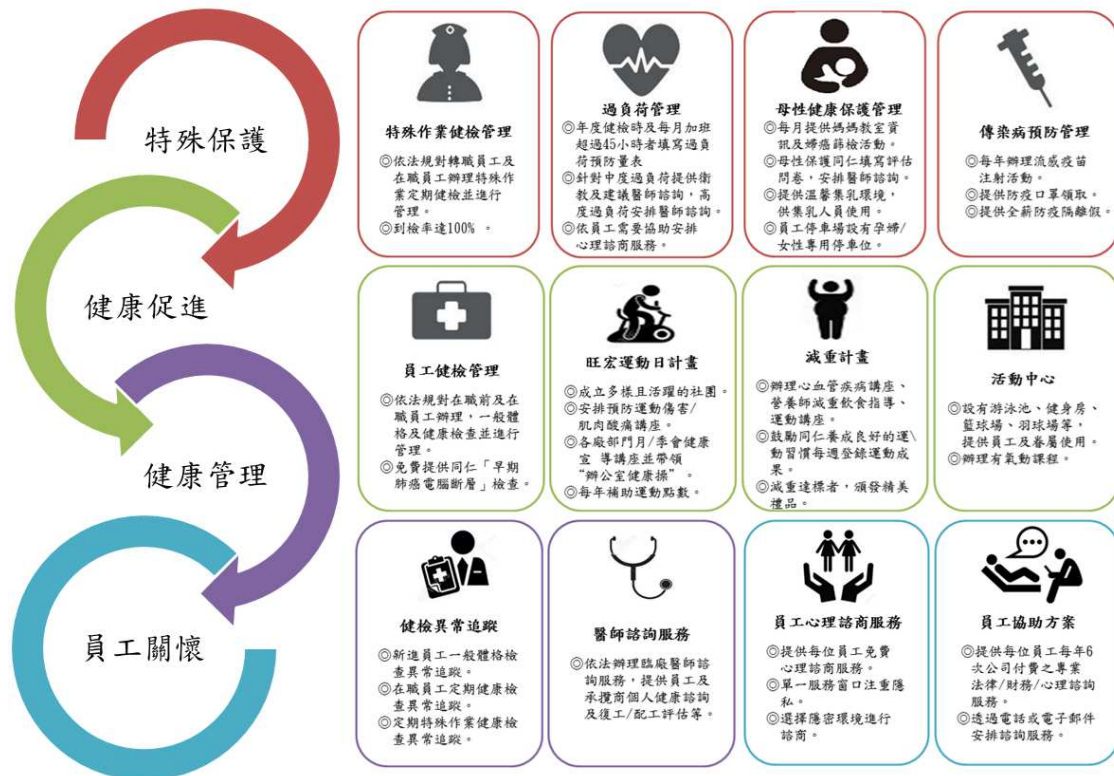 特殊保護
健康促進
健康管理
員工關懷
特殊作業健檢管理
◎依法規對轉職員工及
在職員工辦理特殊作
業定期健檢並進行
管理。
◎到檢率達100% 。
過負荷管理
◎年度健檢時及每月加班
超過45小時者填寫過負
荷預防量表
◎針對中度過負荷提供衛
教及建議醫師諮詢，高
度過負荷安排醫師諮詢。
◎依員工需要協助安排
心理諮商服務。
母性健康保護管理
◎每月提供媽媽教室資
訊及婦癌篩檢活動。
◎母性保護同仁填寫評估
問卷，安排醫師諮詢。
◎提供溫馨集乳環境，
供集乳人員使用。
◎員工停車場設有孕婦/
女性專用停車位。
傳染病預防管理
◎每年辦理流感疫苗
注射活動。
◎提供防疫口罩領取。
◎提供全薪防疫隔離假。
員工健檢管理
◎依法規對在職前及在
職員工辦理，一般體
格及健康檢查並進行
管理。
◎免費提供同仁「早期
肺癌電腦斷層」檢查。
旺宏運動日計畫
◎成立多樣且活躍的社團。
◎安排預防運動傷害/
肌肉酸痛講座。
◎各廠部門月/季會健康
宣 導講座並帶領
“辦公室健康操”。
◎每年補助運動點數。
減重計畫
◎辦理心血管疾病講座、
營養師減重飲食指導、
運動講座。
◎鼓勵同仁養成良好的運\
動習慣每週登錄運動成
果。
◎減重達標者，頒發精美
禮品。
活動中心
◎設有游泳池、健身房、
籃球場、羽球場等，
提供員工及眷屬使用。
◎辦理有氧動課程。
健檢異常追蹤
◎新進員工一般體格檢
查異常追蹤。
◎在職員工定期健康檢
查異常追蹤。
◎定期特殊作業健康檢
查異常追蹤。
醫師諮詢服務
◎依法辦理臨廠醫師諮
詢服務，提供員工及
承攬商個人健康諮詢
及復工/配工評估等。
員工心理諮商服務
◎提供每位員工免費
心理諮商服務。
◎單一服務窗口注重隱
私。
◎選擇隱密環境進行
諮商。
員工協助方案
◎提供每位員工每年6
次公司付費之專業
法律/財務/心理諮詢
服務。
◎透過電話或電子郵件
安排諮詢服務。